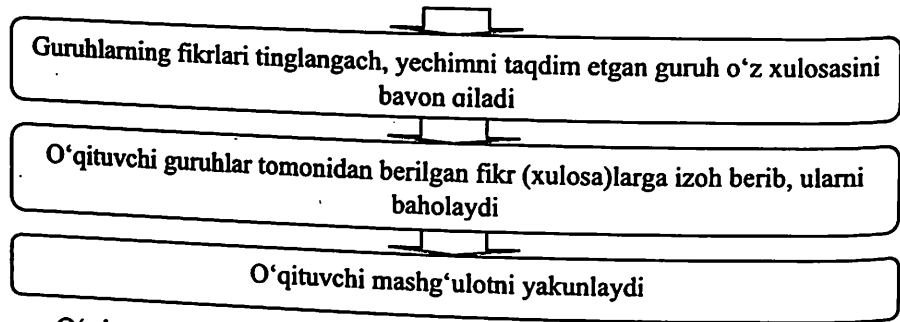 Guruhlarning fikrlari tinglangach, yechimni taqdim etgan guruh o‘z xulosasini
bayon qiladi
O‘qituvchi guruhlar tomonidan berilgan fikr (xulosa)larga izoh berib, ularni
baholaydi
O‘qituvchi mashg‘ulotni yakunlaydi